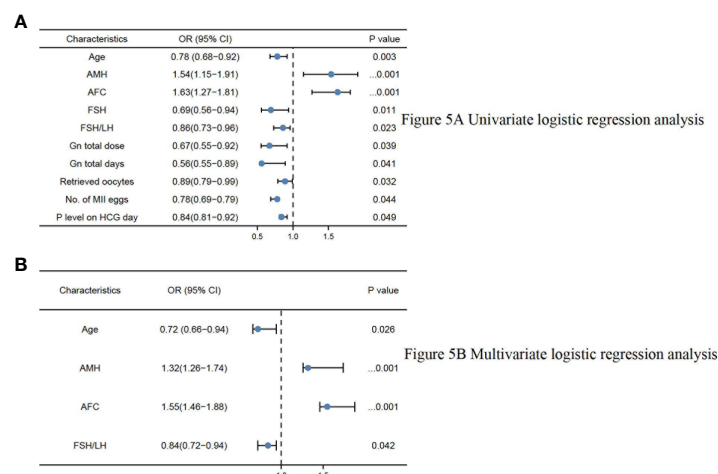 A
Characteristics OR (95% CI) P value
Age 0.78 (0.68−0.92) 0.003
AMH 1.54(1.15−1.91) ...0.001
AFC 1.63(1.27−1.81) ...0.001
FSH 0.69(0.56−0.94) 0.011
FSH/LH 0.86(0.73−0.96) 0.023
Figure 5A Univariate logistic regression analysis
Gn total dose 0.67(0.55−0.92) 0.039
Gn total days 0.56(0.55−0.89) 0.041
Retrieved oocytes 0.89(0.79−0.99) 0.032
No. of MII eggs 0.78(0.69−0.79) 0.044
P level on HCG day 0.84(0.81−0.92) 0.049
0.5 1.0 1.5
B
Characteristics OR (95% CI) P value
Age 0.72 (0.66−0.94) 0.026
Figure 5B Multivariate logistic regression analysis
AMH 1.32(1.26−1.74) ...0.001
AFC 1.55(1.46−1.88) ...0.001
FSH/LH 0.84(0.72−0.94) 0.042
1.0 1.5